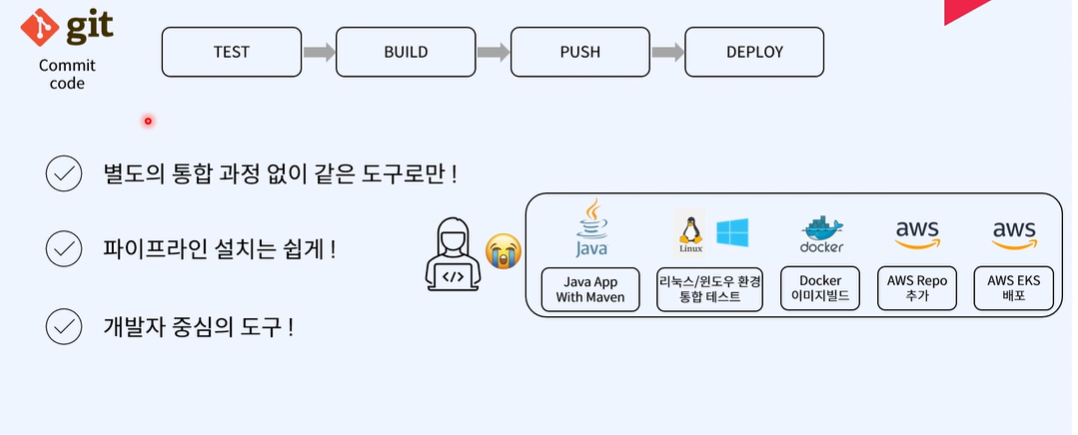 git
Commit
code
TEST
BUILD
PUSH
DEPLOY
별도의 통합 과정 없이 같은 도구로만 !
파이프라인 설치는 쉽게 !
개발자 중심의 도구 !
</>
Java
Linux
docker
aws
aws
Java App
With Maven
리눅스/윈도우 환경
통합 테스트
Docker
이미지빌드
AWS Repo
추가
AWS EKS
배포